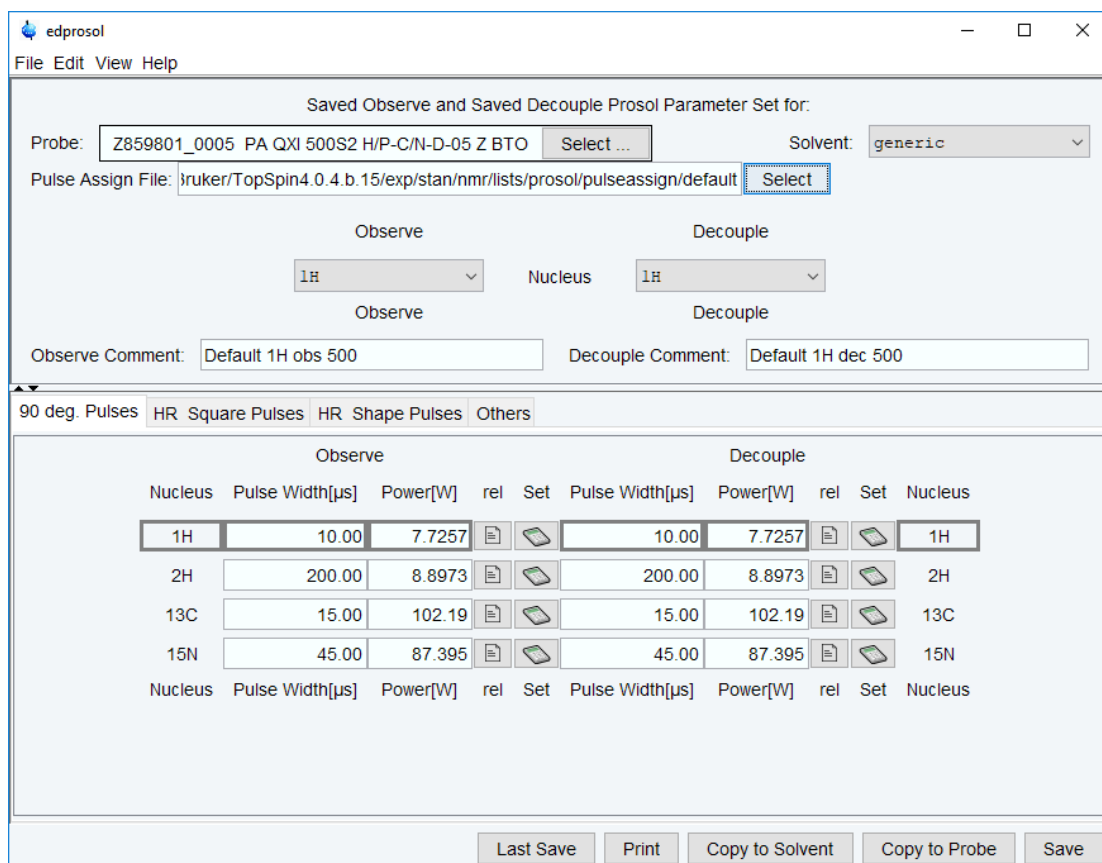 edprosol
File Edit View Help
Saved Observe and Saved Decouple Prosol Parameter Set for:
Probe: Z859801_0005 PA QXI 500S2 H/P-C/N-D-05 Z BTO Select ... Solvent: generic
Pulse Assign File: Bruker/TopSpin4.0.4.b.15/exp/stan/nmr/lists/prosol/pulseassign/default Select
Observe Decouple
1H Nucleus 1H
Observe Decouple
Observe Comment: Default 1H obs 500 Decouple Comment: Default 1H dec 500
90 deg. Pulses HR Square Pulses HR Shape Pulses Others
Observe Decouple
Nucleus Pulse Width[µs] Power[W] rel Set Pulse Width[µs] Power[W] rel Set Nucleus
1H 10.00 7.7257 10.00 7.7257 1H
2H 200.00 8.8973 200.00 8.8973 2H
13C 15.00 102.19 15.00 102.19 13C
15N 45.00 87.395 45.00 87.395 15N
Nucleus Pulse Width[µs] Power[W] rel Set Pulse Width[µs] Power[W] rel Set Nucleus
Last Save Print Copy to Solvent Copy to Probe Save